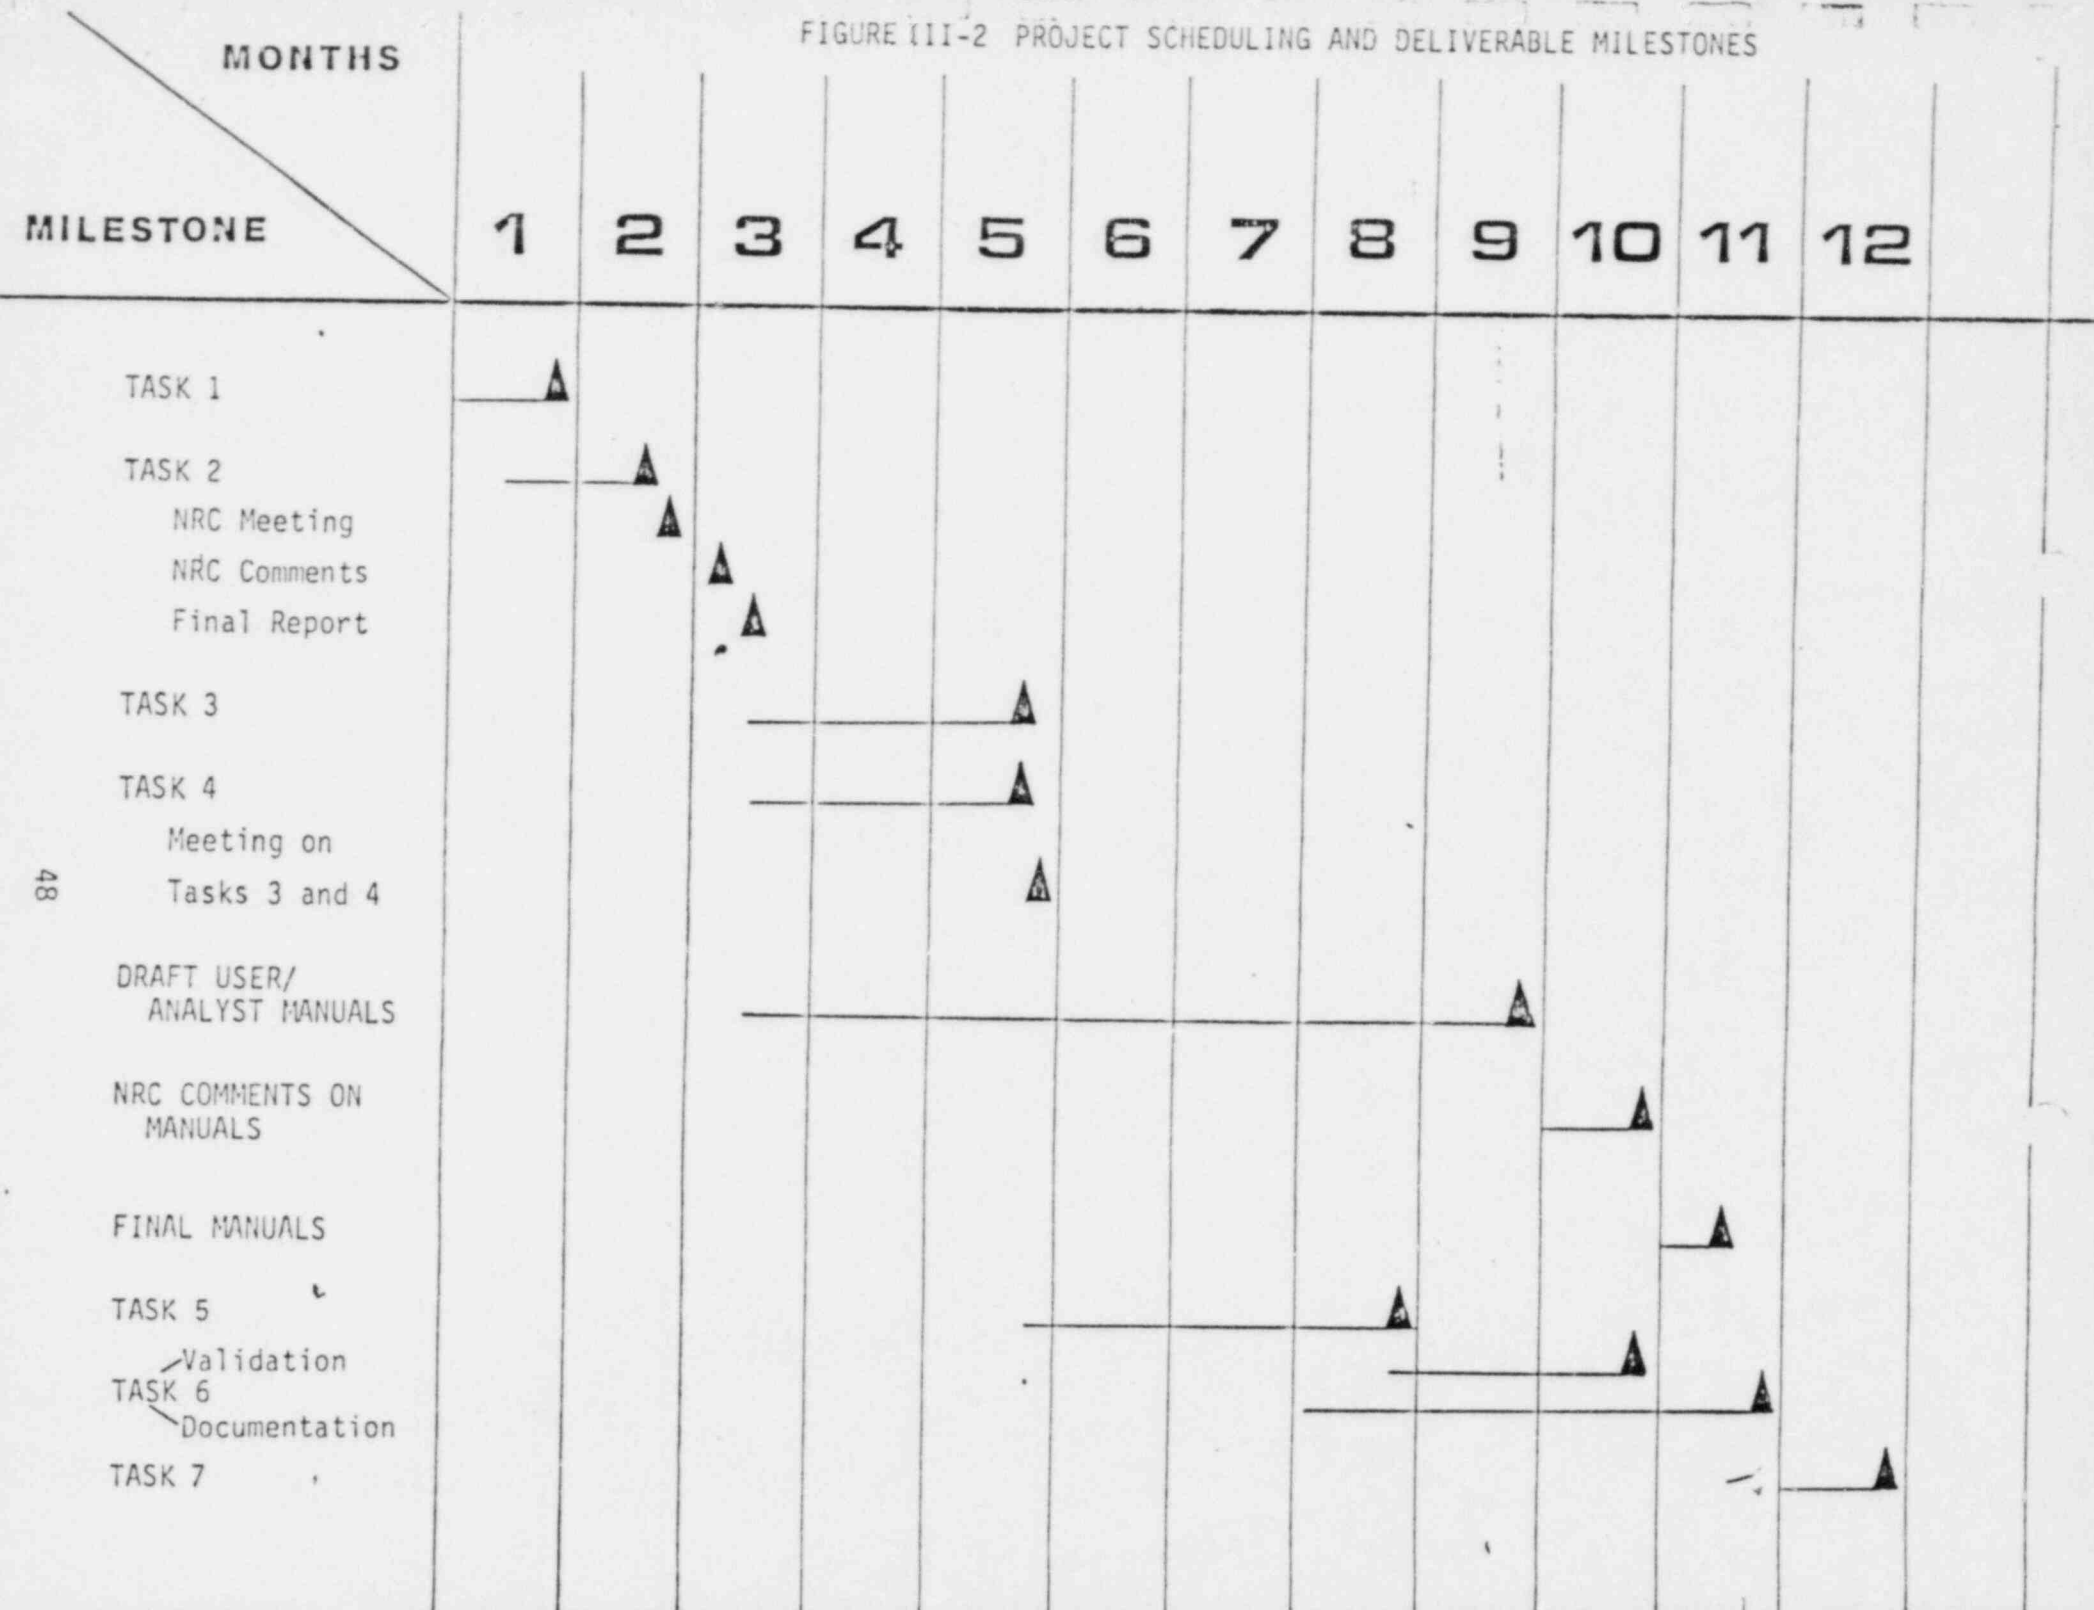 FIGURE III-2 PROJECT SCHEDULING AND DELIVERABLE MILESTONES
MONTHS
MILESTONE
1 2 3 4 5 6 7 8 9 10 11 12
TASK 1
TASK 2
NRC Meeting
NRC Comments
Final Report
TASK 3
TASK 4
Meeting on
Tasks 3 and 4
48
DRAFT USER/
ANALYST MANUALS
NRC COMMENTS ON
MANUALS
FINAL MANUALS
TASK 5
Validation
TASK 6
Documentation
TASK 7